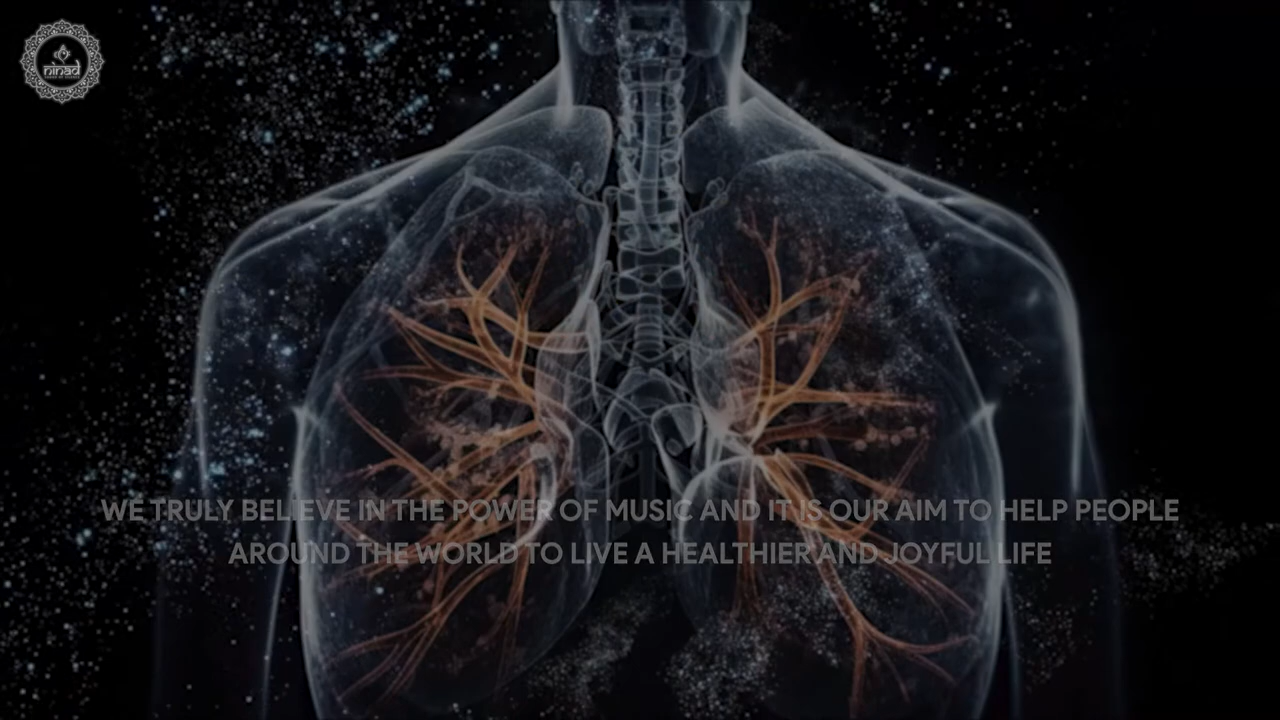 ninad
WE TRULY BELIEVE IN THE POWER OF MUSIC AND IT IS OUR AIM TO HELP PEOPLE
AROUND THE WORLD TO LIVE A HEALTHIER AND JOYFUL LIFE